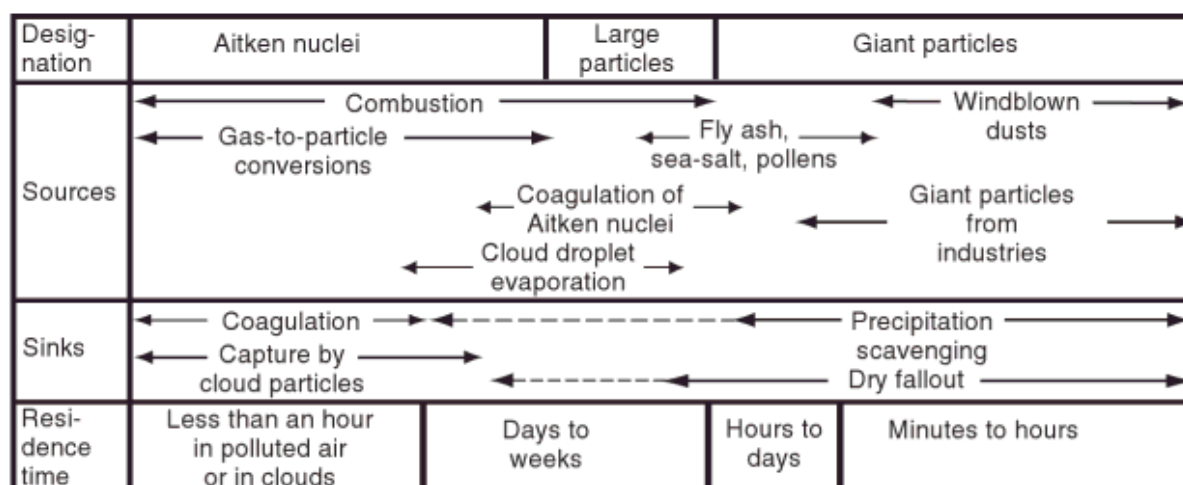 Desig-
nation
Aitken nuclei
Large
particles
Giant particles
Sources
Combustion
Windblown
dusts
Gas-to-particle
conversions
Fly ash,
sea-salt, pollens
Coagulation of
Aitken nuclei
Giant particles
from
industries
Cloud droplet
evaporation
Sinks
Coagulation
Precipitation
scavenging
Capture by
cloud particles
Dry fallout
Resi-
dence
time
Less than an hour
in polluted air
or in clouds
Days to
weeks
Hours to
days
Minutes to hours